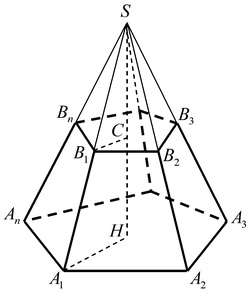 S
Bₙ B₃
C
B₁ B₂
Aₙ A₃
H
A₁ A₂